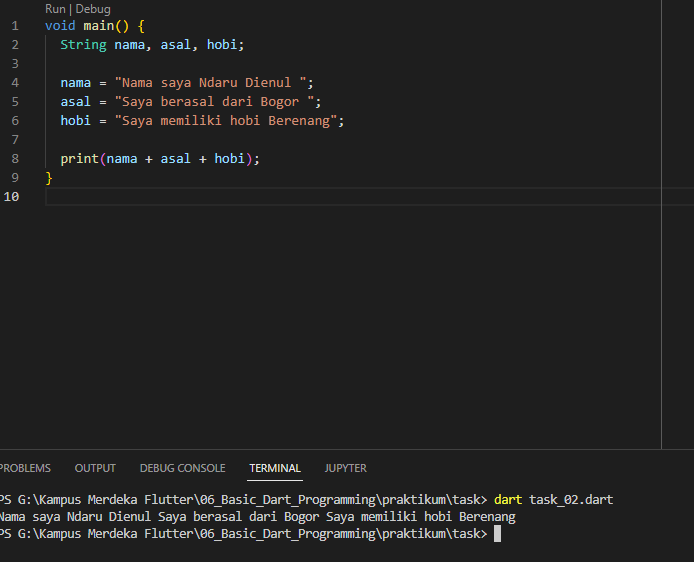 Run | Debug
1 void main() {
2 String nama, asal, hobi;
3
4 nama = "Nama saya Ndaru Dienul ";
5 asal = "Saya berasal dari Bogor ";
6 hobi = "Saya memiliki hobi Berenang";
7
8 print(nama + asal + hobi);
9 }
10
PROBLEMS OUTPUT DEBUG CONSOLE TERMINAL JUPYTER
PS G:\Kampus Merdeka Flutter\06_Basic_Dart_Programming\praktikum\task> dart task_02.dart
Nama saya Ndaru Dienul Saya berasal dari Bogor Saya memiliki hobi Berenang
PS G:\Kampus Merdeka Flutter\06_Basic_Dart_Programming\praktikum\task>